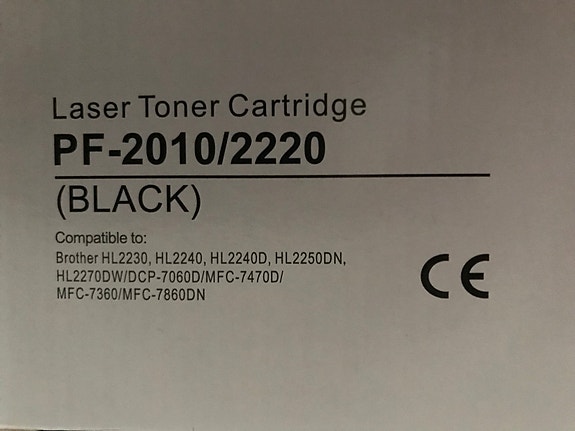 Laser Toner Cartridge
PF-2010/2220
(BLACK)
Compatible to:
Brother HL2230, HL2240, HL2240D, HL2250DN,
HL2270DW/DCP-7060D/MFC-7470D/
MFC-7360/MFC-7860DN
CE